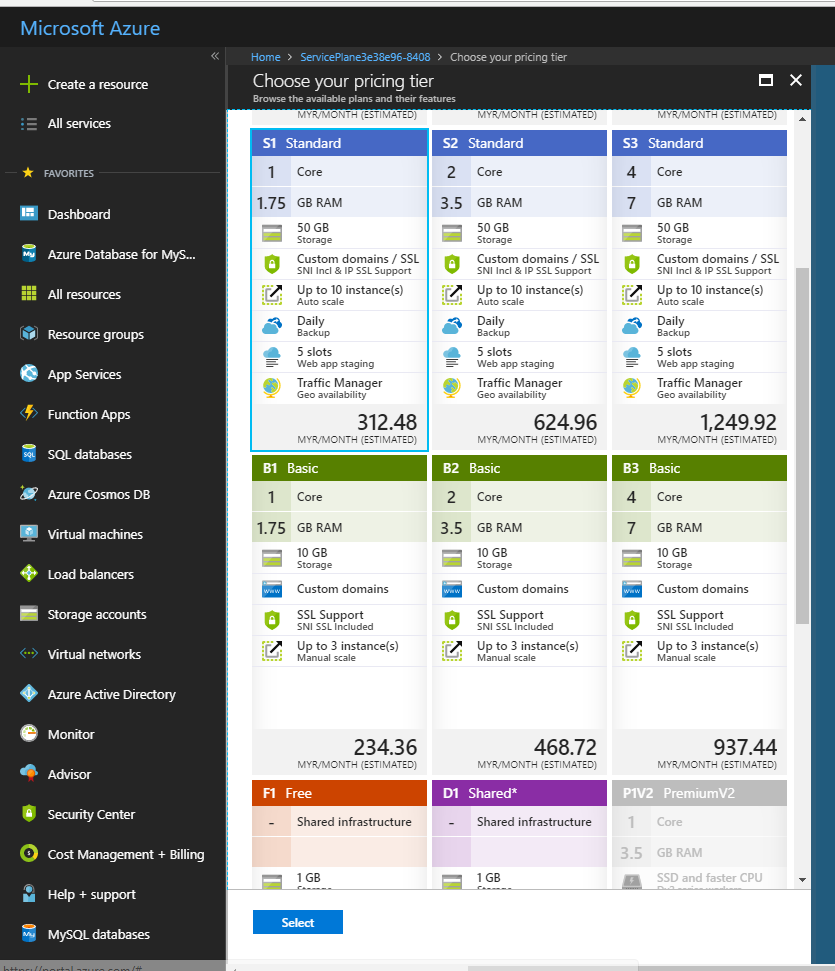 Microsoft Azure
«
Home > ServicePlane3e38e96-8408 > Choose your pricing tier
Choose your pricing tier
Browse the available plans and their features
Create a resource
All services
FAVORITES
Dashboard
Azure Database for MyS...
All resources
Resource groups
App Services
Function Apps
SQL databases
Azure Cosmos DB
Virtual machines
Load balancers
Storage accounts
Virtual networks
Azure Active Directory
Monitor
Advisor
Security Center
Cost Management + Billing
Help + support
MySQL databases
https://portal.azure.com/#
MYR/MONTH (ESTIMATED)
MYR/MONTH (ESTIMATED)
MYR/MONTH (ESTIMATED)
S1 Standard
1 Core
1.75 GB RAM
50 GB
Storage
Custom domains / SSL
SNI Incl & IP SSL Support
Up to 10 instance(s)
Auto scale
Daily
Backup
5 slots
Web app staging
Traffic Manager
Geo availability
312.48
MYR/MONTH (ESTIMATED)
S2 Standard
2 Core
3.5 GB RAM
50 GB
Storage
Custom domains / SSL
SNI Incl & IP SSL Support
Up to 10 instance(s)
Auto scale
Daily
Backup
5 slots
Web app staging
Traffic Manager
Geo availability
624.96
MYR/MONTH (ESTIMATED)
S3 Standard
4 Core
7 GB RAM
50 GB
Storage
Custom domains / SSL
SNI Incl & IP SSL Support
Up to 10 instance(s)
Auto scale
Daily
Backup
5 slots
Web app staging
Traffic Manager
Geo availability
1,249.92
MYR/MONTH (ESTIMATED)
B1 Basic
1 Core
1.75 GB RAM
10 GB
Storage
Custom domains
SSL Support
SNI SSL Included
Up to 3 instance(s)
Manual scale
234.36
MYR/MONTH (ESTIMATED)
B2 Basic
2 Core
3.5 GB RAM
10 GB
Storage
Custom domains
SSL Support
SNI SSL Included
Up to 3 instance(s)
Manual scale
468.72
MYR/MONTH (ESTIMATED)
B3 Basic
4 Core
7 GB RAM
10 GB
Storage
Custom domains
SSL Support
SNI SSL Included
Up to 3 instance(s)
Manual scale
937.44
MYR/MONTH (ESTIMATED)
F1 Free
- Shared infrastructure
1 GB
Storage
D1 Shared*
- Shared infrastructure
1 GB
Storage
P1V2 PremiumV2
1 Core
3.5 GB RAM
SSD and faster CPU
Dv2 series workers
Select